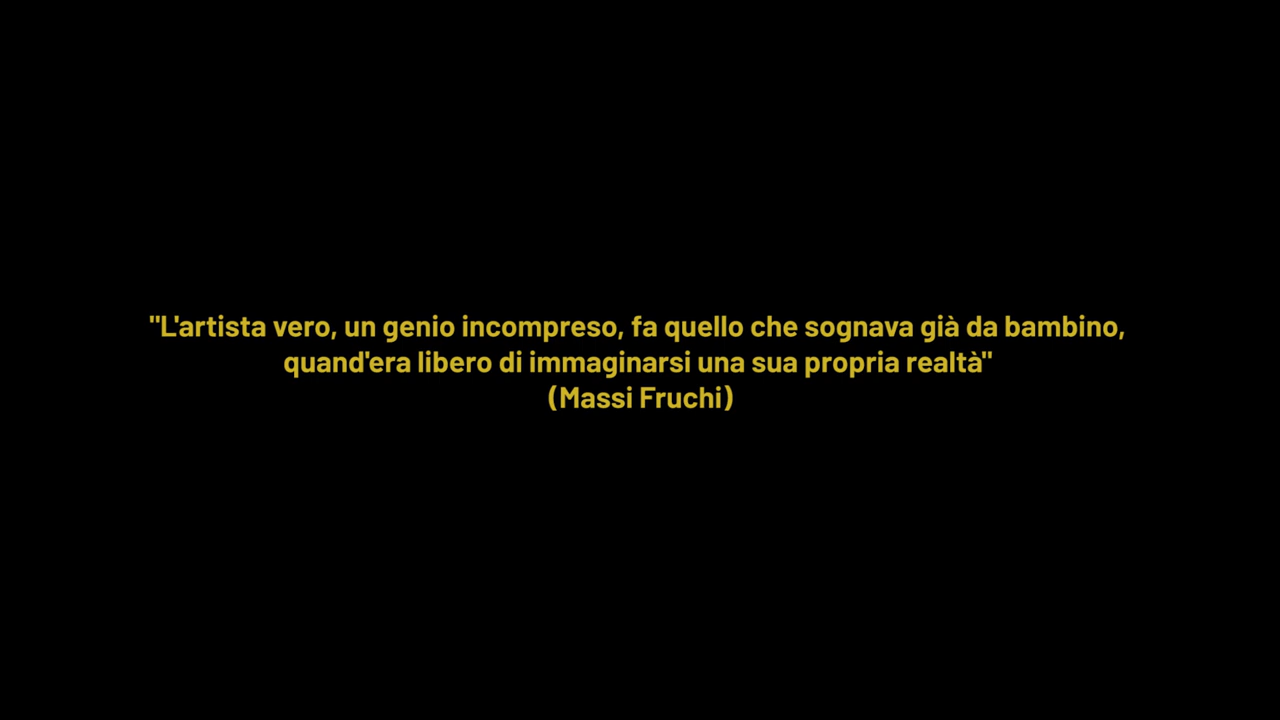 "L'artista vero, un genio incompreso, fa quello che sognava già da bambino,
quand'era libero di immaginarsi una sua propria realtà"
(Massi Fruchi)